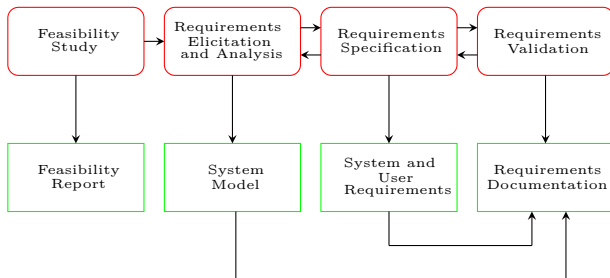 Feasibility
Study
Requirements
Elicitation
and Analysis
Requirements
Specification
Requirements
Validation
Feasibility
Report
System
Model
System and
User
Requirements
Requirements
Documentation